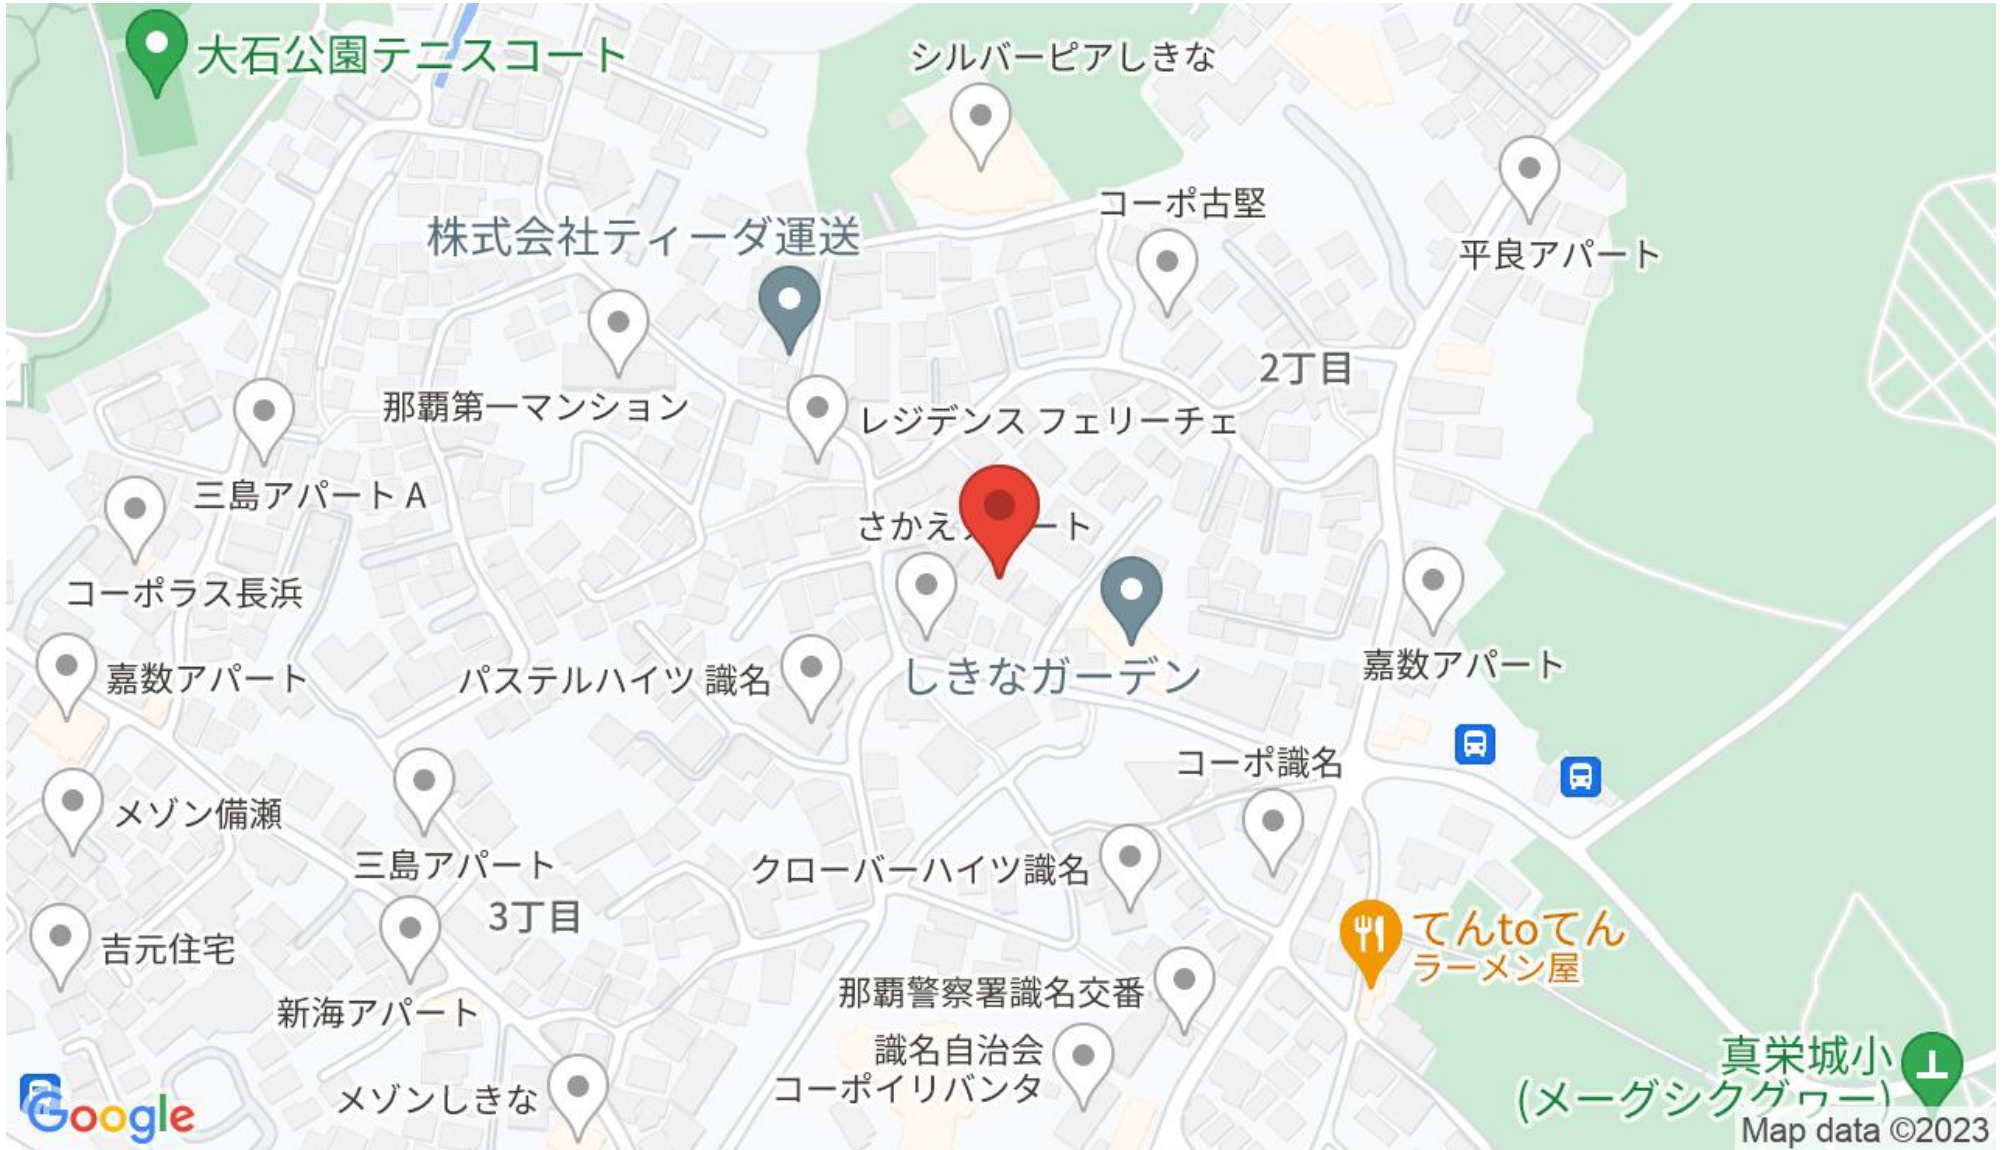 大石公園テニスコート
シルバーピアしきな
コーポ古堅
株式会社ティーダ運送
平良アパート
2丁目
那覇第一マンション
レジデンス フェリーチェ
三島アパート A
さかえ
ート
コーポラス長浜
嘉数アパート
パステルハイツ 識名
しきなガーデン
嘉数アパート
コーポ識名
メゾン備瀬
三島アパート
クローバーハイツ識名
3丁目
てんtoてん
ラーメン屋
吉元住宅
那覇警察署識名交番
新海アパート
識名自治会
コーポイリバンタ
真栄城小
(メーグシクグヮー)
メゾンしきな
Google
Map data ©2023